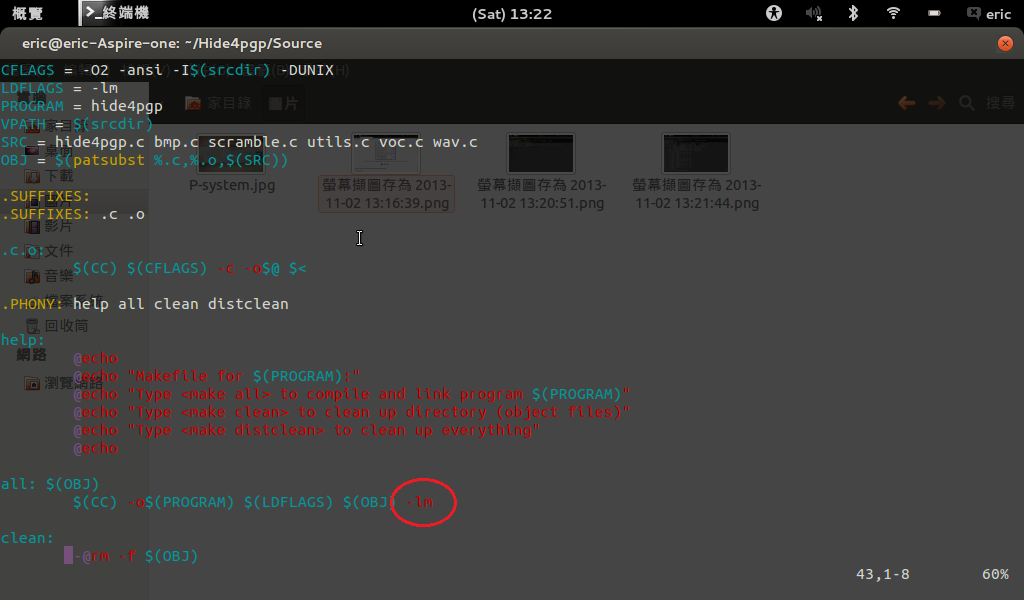 概覽 終端機 (Sat) 13:22 eric
eric@eric-Aspire-one: ~/Hide4pgp/Source
CFLAGS = -O2 -ansi -I$(srcdir) -DUNIX
LDFLAGS = -lm
PROGRAM = hide4pgp
家目錄 圖片 搜尋
VPATH = $(srcdir)
SRC = hide4pgp.c bmp.c scramble.c utils.c voc.c wav.c
OBJ = $(patsubst %.c,%.o,$(SRC))
下載
P-system.jpg
螢幕擷圖存為 2013-11-02 13:16:39.png
螢幕擷圖存為 2013-11-02 13:20:51.png
螢幕擷圖存為 2013-11-02 13:21:44.png
.SUFFIXES:
.SUFFIXES: .c .o
影片
.c.o:
文件
$(CC) $(CFLAGS) -c -o$@ $<
音樂
.PHONY: help all clean distclean
回收筒
help:
網路
@echo
@echo "Makefile for $(PROGRAM):"
瀏覽網路
@echo "Type <make all> to compile and link program $(PROGRAM)"
@echo "Type <make clean> to clean up directory (object files)"
@echo "Type <make disiclean> to clean up everything"
@echo
all: $(OBJ)
$(CC) -o$(PROGRAM) $(LDFLAGS) $(OBJ) -lm
clean:
-@rm -f $(OBJ)
43,1-8 60%